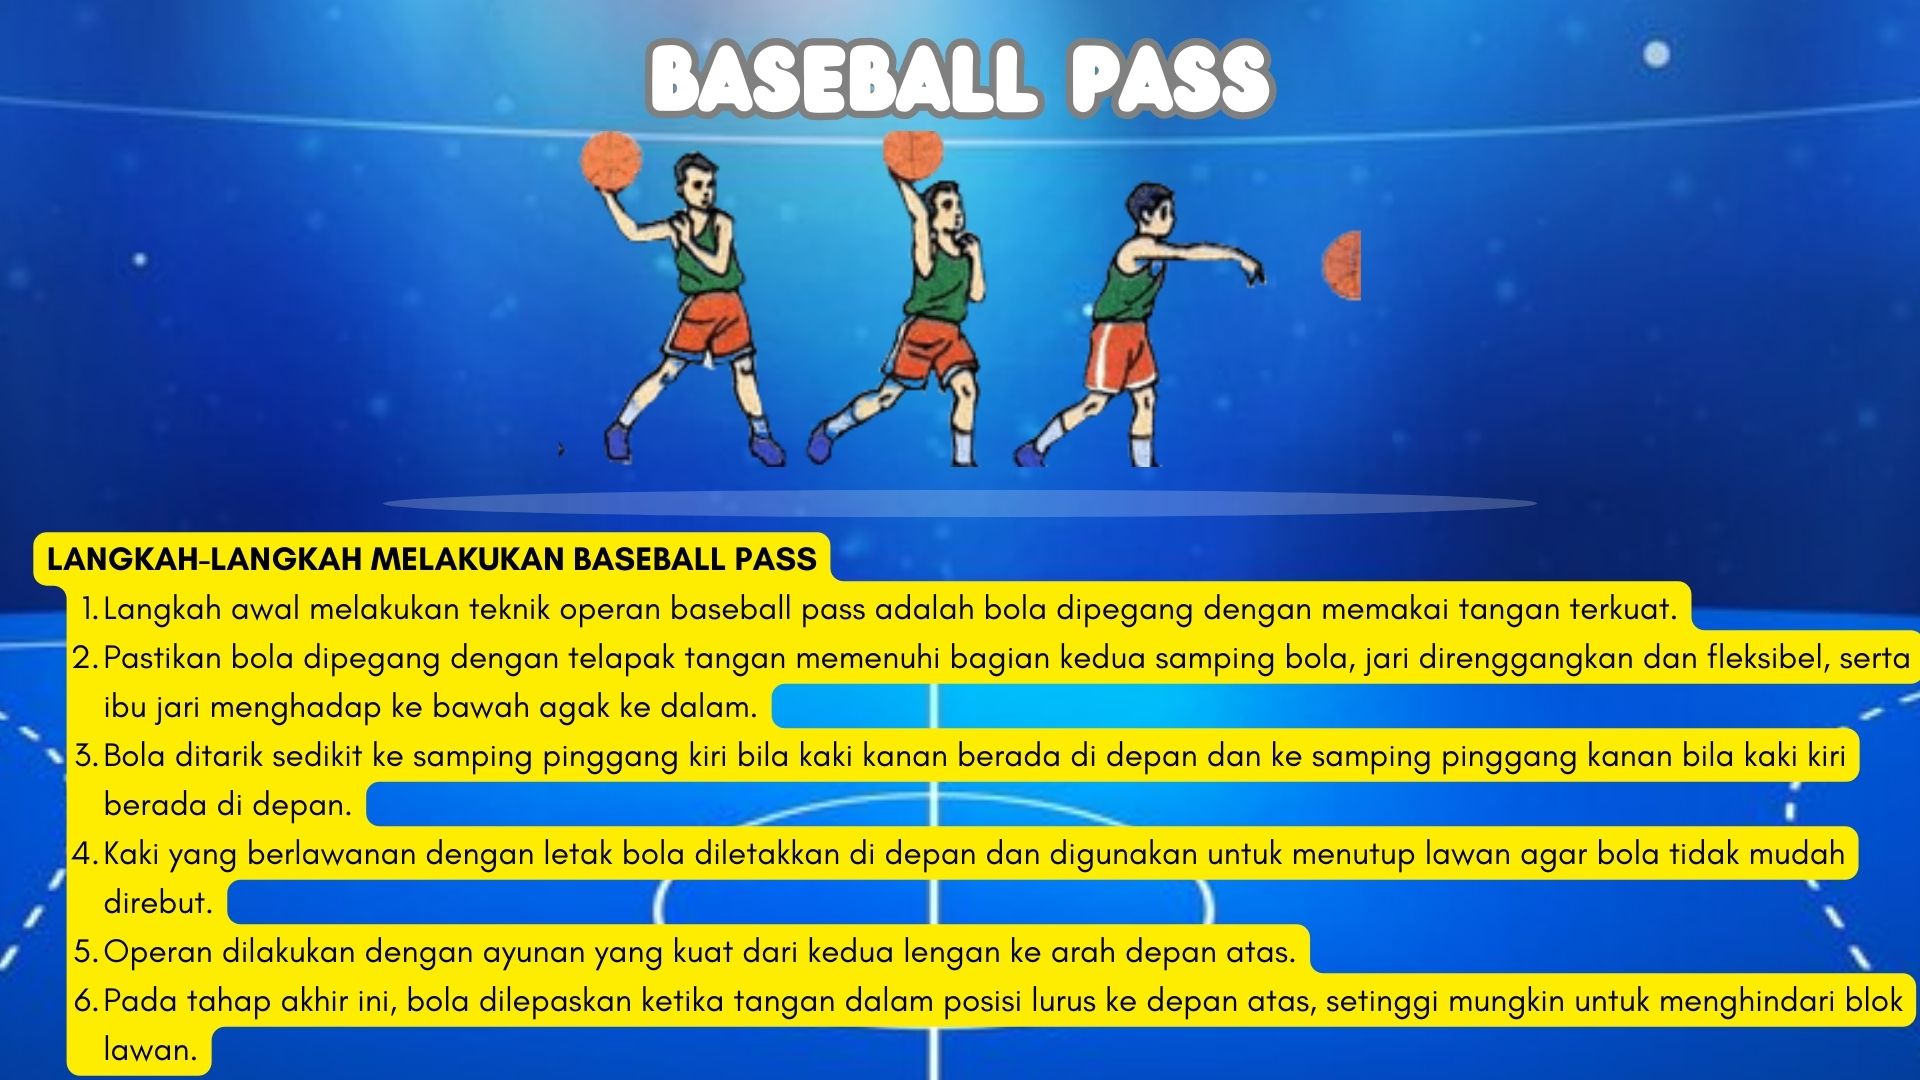 BASEBALL PASS
LANGKAH-LANGKAH MELAKUKAN BASEBALL PASS
1. Langkah awal melakukan teknik operan baseball pass adalah bola dipegang dengan memakai tangan terkuat.
2. Pastikan bola dipegang dengan telapak tangan memenuhi bagian kedua samping bola, jari direnggangkan dan fleksibel, serta
ibu jari menghadap ke bawah agak ke dalam.
3. Bola ditarik sedikit ke samping pinggang kiri bila kaki kanan berada di depan dan ke samping pinggang kanan bila kaki kiri
berada di depan.
4. Kaki yang berlawanan dengan letak bola diletakkan di depan dan digunakan untuk menutup lawan agar bola tidak mudah
direbut.
5. Operan dilakukan dengan ayunan yang kuat dari kedua lengan ke arah depan atas.
6. Pada tahap akhir ini, bola dilepaskan ketika tangan dalam posisi lurus ke depan atas, setinggi mungkin untuk menghindari blok
lawan.